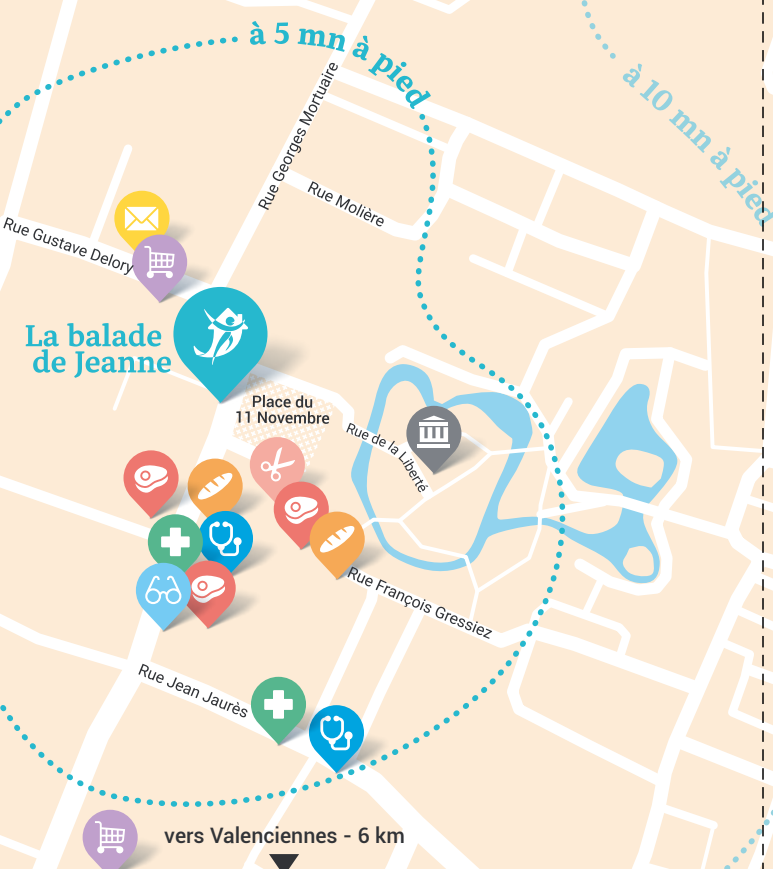 à 5 mn à pied
à 10 mn à pied
Rue Georges Mortuaire
Rue Molière
Rue Gustave Delory
La balade
de Jeanne
Place du
11 Novembre
Rue de la Liberté
Rue François Gressiez
Rue Jean Jaurès
vers Valenciennes - 6 km